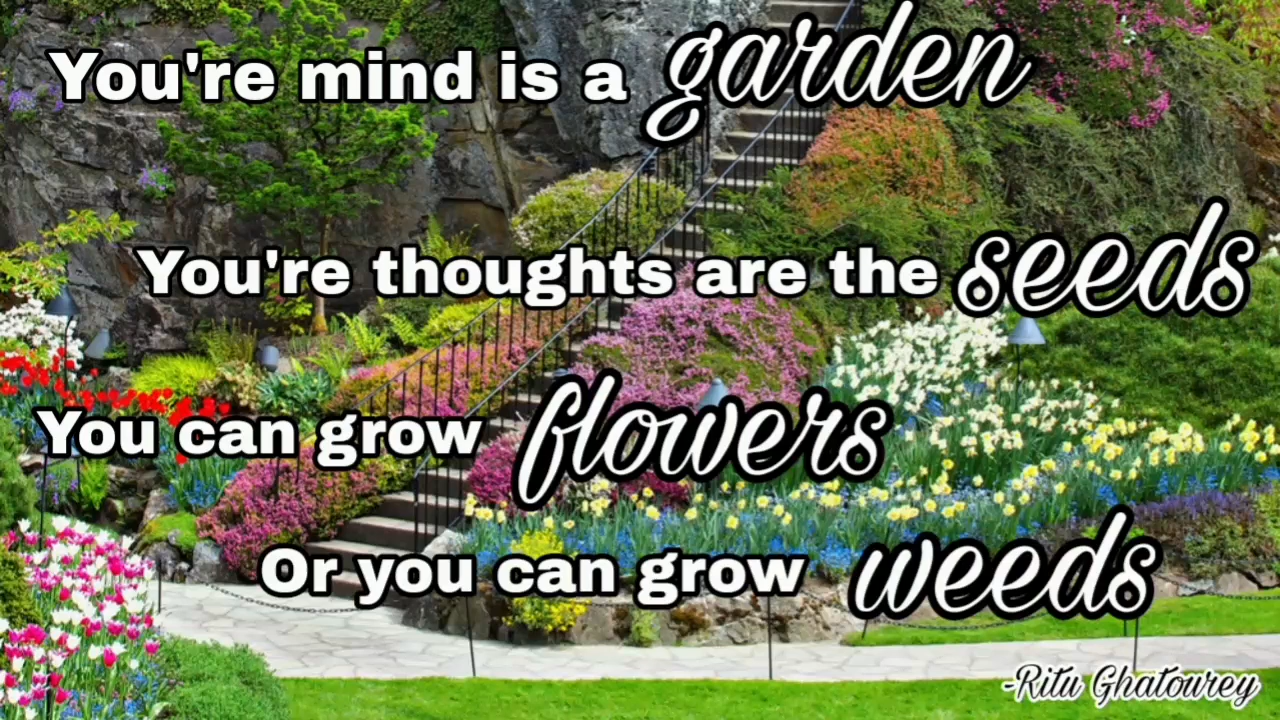 You're mind is a garden
You're thoughts are the seeds
You can grow flowers
Or you can grow weeds
-Ritu Ghatourey